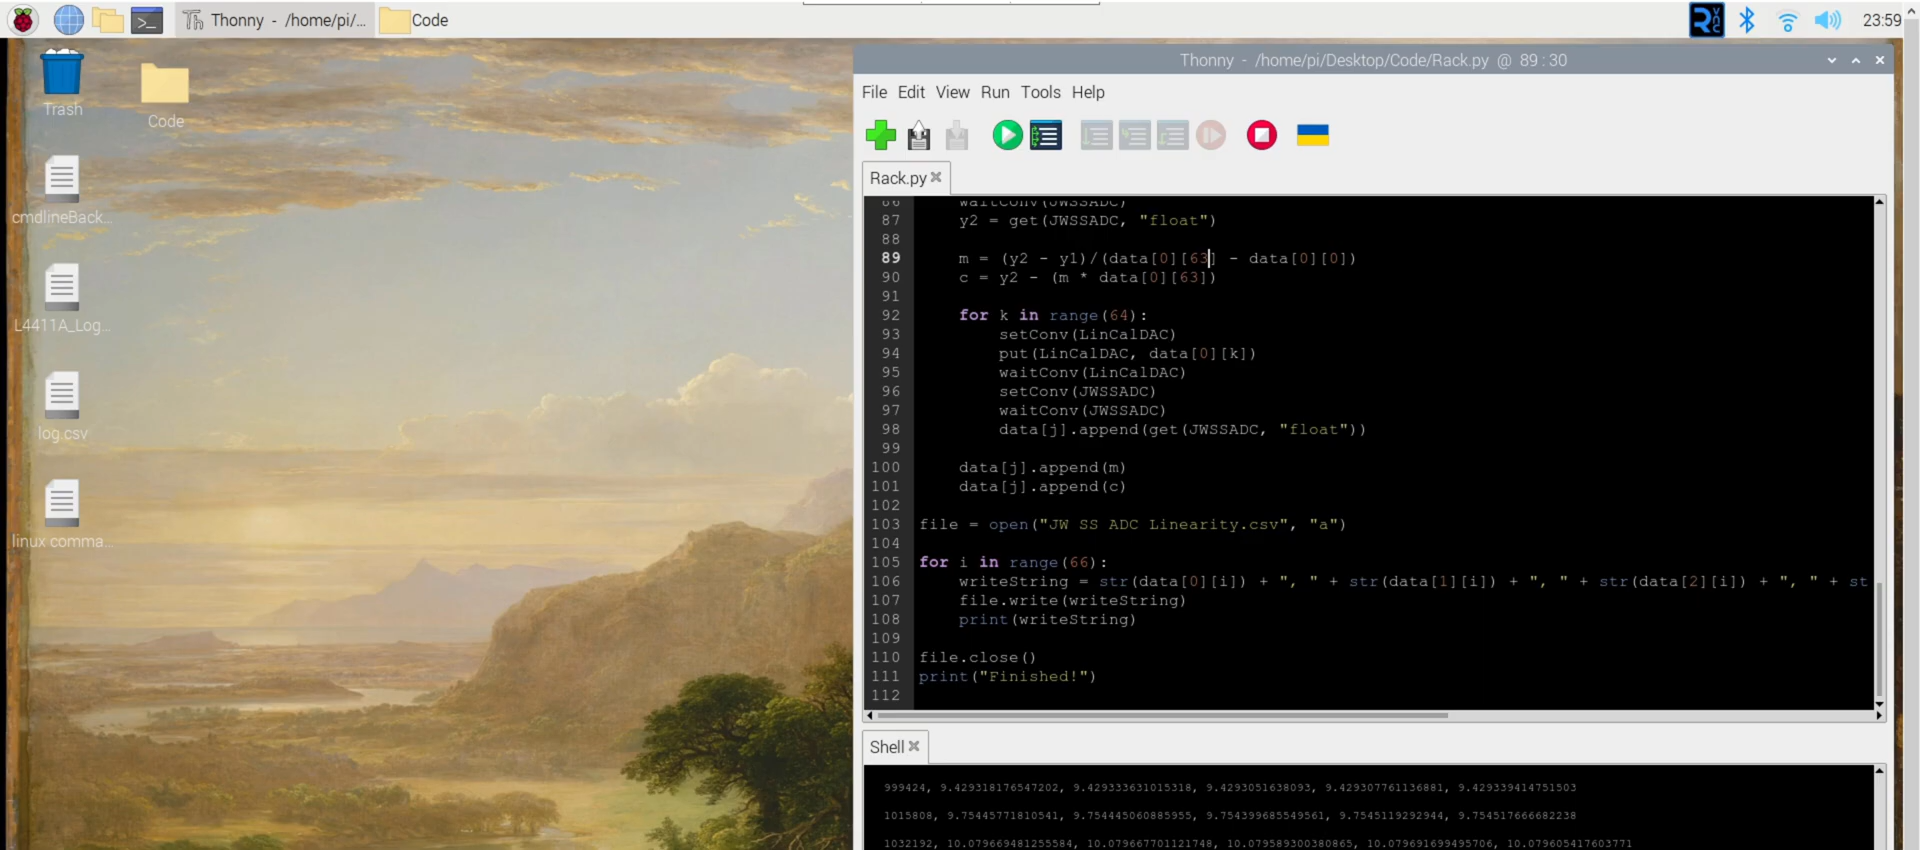 Thonny - /home/pi/...
Code
VNC
23:59
Trash
Code
cmdlineBack...
L4411A_Log...
log.csv
linux comma...
Thonny - /home/pi/Desktop/Code/Rack.py @ 89 : 30
File Edit View Run Tools Help
Rack.py
86 waitConv(JWSSADC)
87 y2 = get(JWSSADC, "float")
88
89 m = (y2 - y1)/(data[0][63] - data[0][0])
90 c = y2 - (m * data[0][63])
91
92 for k in range(64):
93 setConv(LinCalDAC)
94 put(LinCalDAC, data[0][k])
95 waitConv(LinCalDAC)
96 setConv(JWSSADC)
97 waitConv(JWSSADC)
98 data[j].append(get(JWSSADC, "float"))
99
100 data[j].append(m)
101 data[j].append(c)
102
103 file = open("JW SS ADC Linearity.csv", "a")
104
105 for i in range(66):
106 writeString = str(data[0][i]) + ", " + str(data[1][i]) + ", " + str(data[2][i]) + ", " + st
107 file.write(writeString)
108 print(writeString)
109
110 file.close()
111 print("Finished!")
112
Shell
999424, 9.429318176547202, 9.429333631015318, 9.4293051638093, 9.429307761136881, 9.429339414751503
1015808, 9.75445771810541, 9.754445060885955, 9.754399685549561, 9.7545119292944, 9.754517666682238
1032192, 10.079669481255584, 10.079667701121748, 10.079589300380865, 10.079691699495706, 10.079605417603771